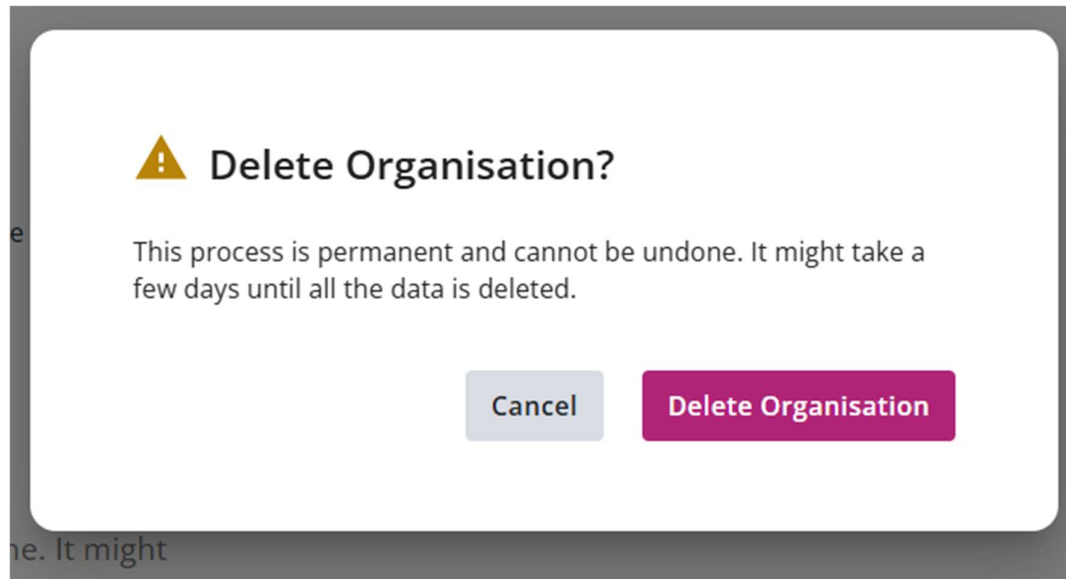 Delete Organisation?
e
This process is permanent and cannot be undone. It might take a
few days until all the data is deleted.
Cancel
Delete Organisation
ne. It might